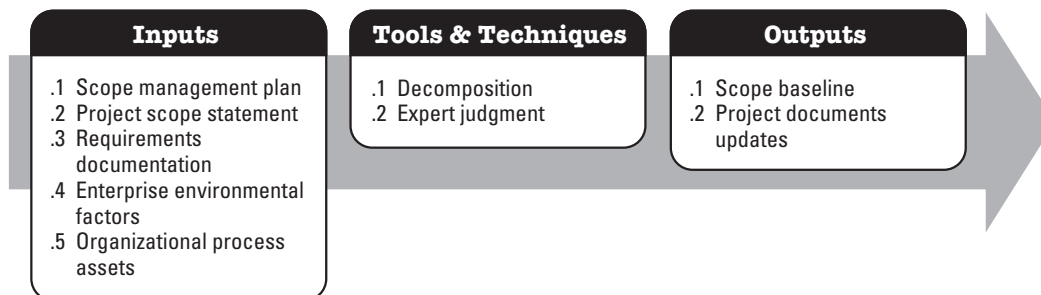 Inputs
.1 Scope management plan
.2 Project scope statement
.3 Requirements
documentation
.4 Enterprise environmental
factors
.5 Organizational process
assets
Tools & Techniques
.1 Decomposition
.2 Expert judgment
Outputs
.1 Scope baseline
.2 Project documents
updates